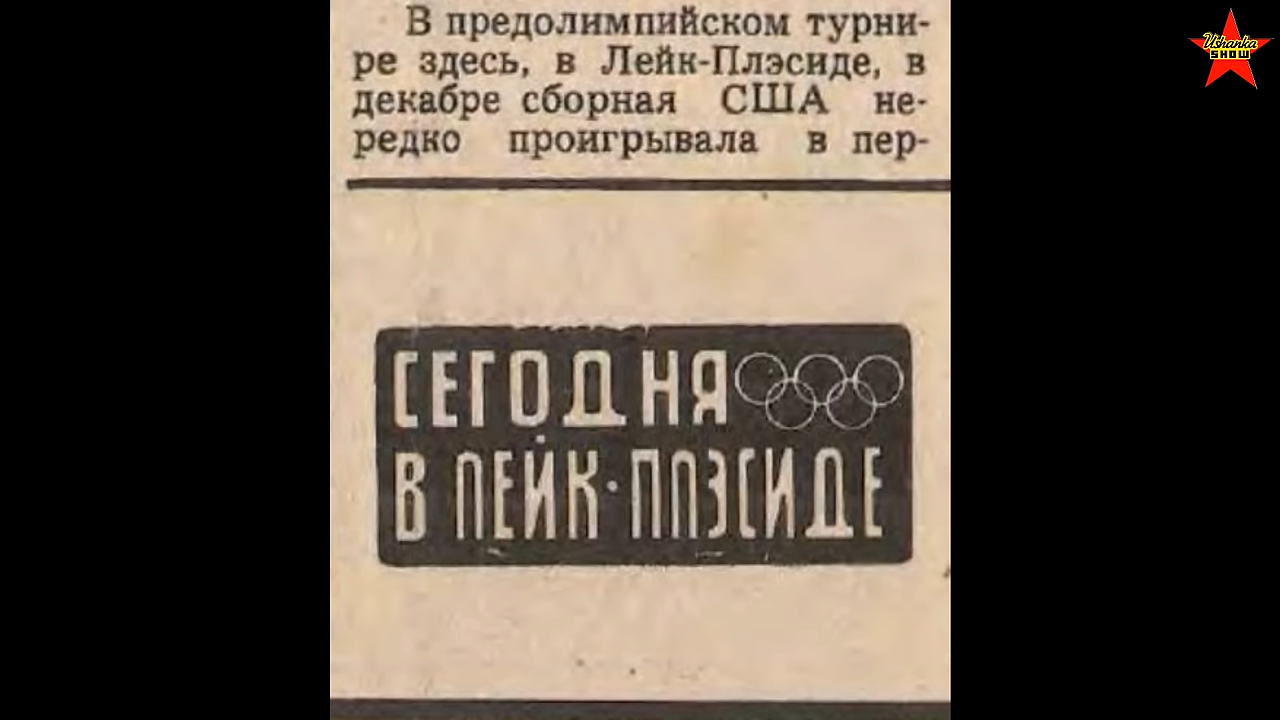 В предолимпийском турни-
ре здесь, в Лейк-Плэсиде, в
декабре сборная США не-
редко проигрывала в пер-
СЕГОДНЯ
В ЛЕЙК-ПЛЭСИДЕ
Ushanka
SHOW